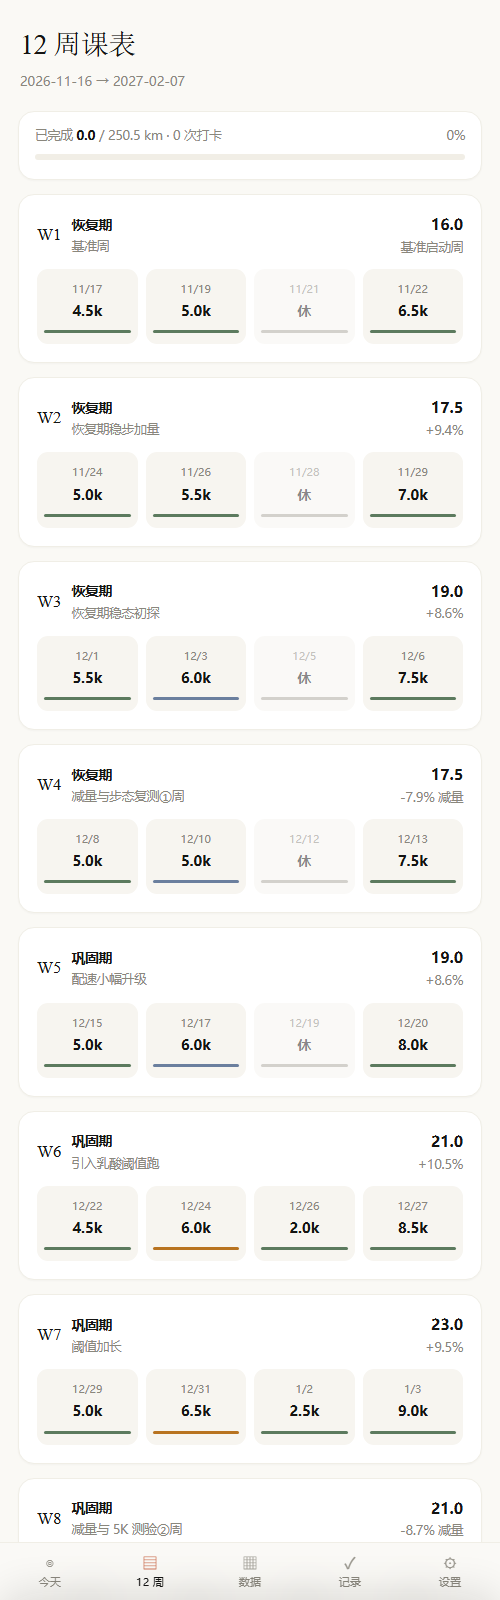 12 周课表
2026-11-16 → 2027-02-07
已完成 0.0 / 250.5 km · 0 次打卡 0%
W1 恢复期 16.0
基准周 基准启动周
11/17 11/19 11/21 11/22
4.5k 5.0k 休 6.5k
W2 恢复期 17.5
恢复期稳步加量 +9.4%
11/24 11/26 11/28 11/29
5.0k 5.5k 休 7.0k
W3 恢复期 19.0
恢复期稳态初探 +8.6%
12/1 12/3 12/5 12/6
5.5k 6.0k 休 7.5k
W4 恢复期 17.5
减量与步态复测①周 -7.9% 减量
12/8 12/10 12/12 12/13
5.0k 5.0k 休 7.5k
W5 巩固期 19.0
配速小幅升级 +8.6%
12/15 12/17 12/19 12/20
5.0k 6.0k 休 8.0k
W6 巩固期 21.0
引入乳酸阈值跑 +10.5%
12/22 12/24 12/26 12/27
4.5k 6.0k 2.0k 8.5k
W7 巩固期 23.0
阈值加长 +9.5%
12/29 12/31 1/2 1/3
5.0k 6.5k 2.5k 9.0k
W8 巩固期 21.0
减量与 5K 测验②周 -8.7% 减量
今天 12 周 数据 记录 设置